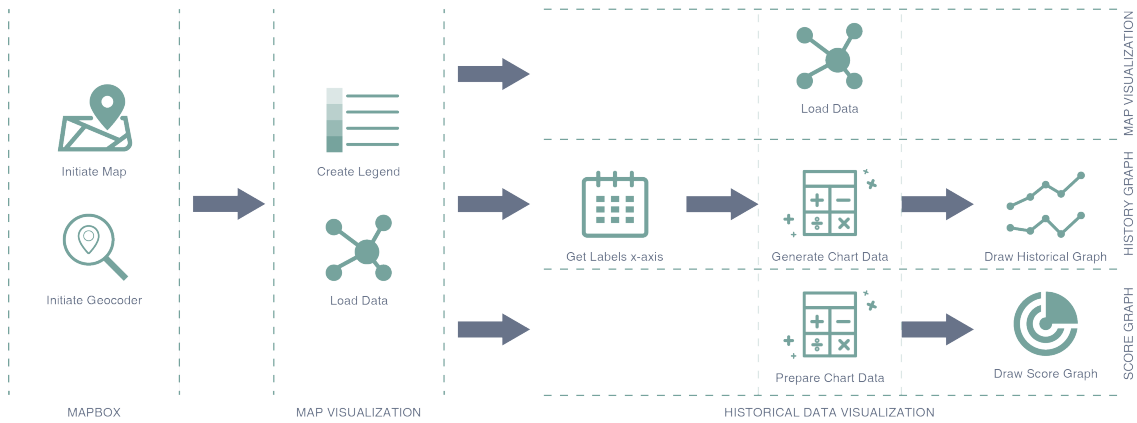 Initiate Map
Initiate Geocoder
MAPBOX
Create Legend
Load Data
MAP VISUALIZATION
Load Data
MAP VISUALIZATION
Get Labels x-axis
Generate Chart Data
Draw Historical Graph
HISTORY GRAPH
Prepare Chart Data
Draw Score Graph
SCORE GRAPH
HISTORICAL DATA VISUALIZATION